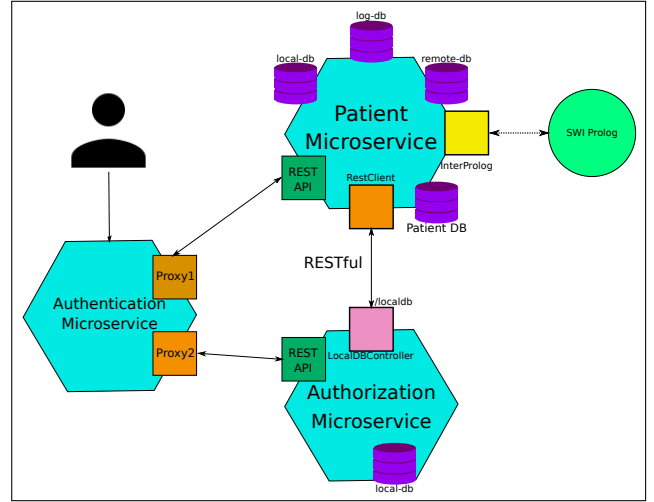 log-db
local-db
remote-db
Patient
Microservice
SWI Prolog
InterProlog
REST
API
RestClient
Patient DB
RESTful
Proxy1
Authentication
Microservice
/localdb
Proxy2
REST
API
LocalDBController
Authorization
Microservice
local-db